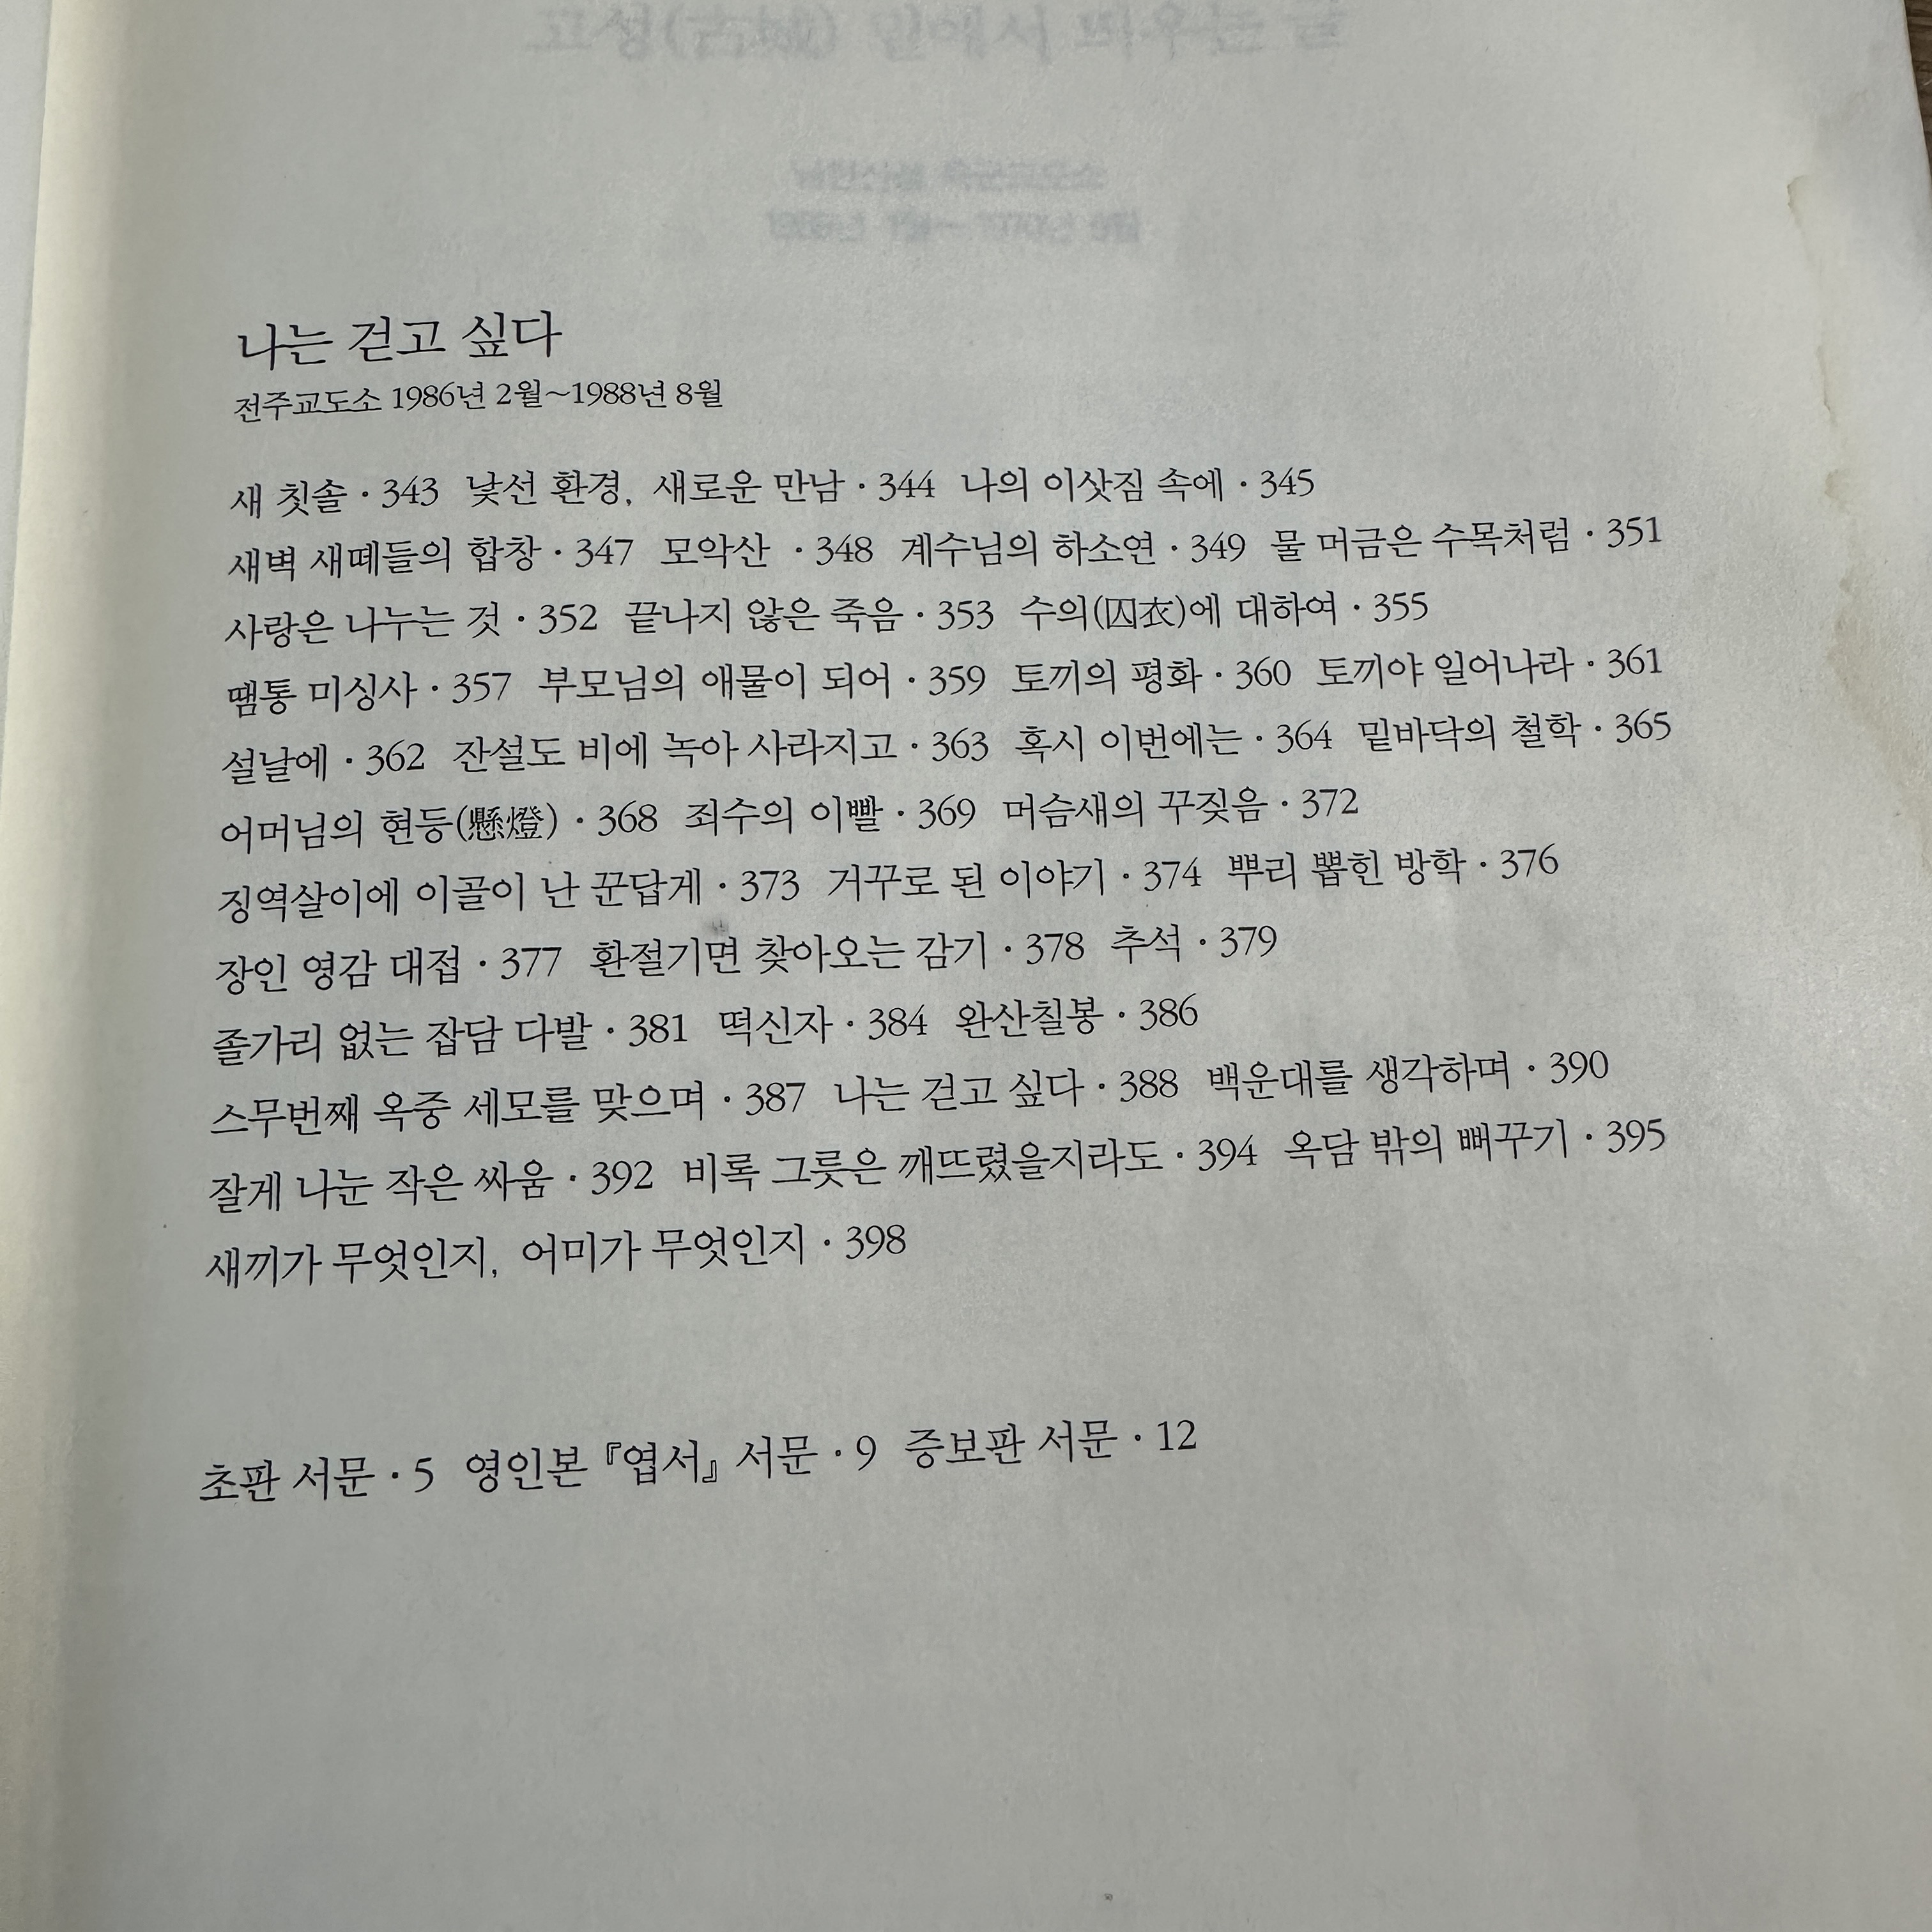 나는 걷고 싶다
전주교도소 1986년 2월~1988년 8월
새 칫솔 · 343 낯선 환경, 새로운 만남 · 344 나의 이삿짐 속에 · 345
새벽 새떼들의 합창 · 347 모악산 · 348 계수님의 하소연 · 349 물 머금은 수목처럼 · 351
사랑은 나누는 것 · 352 끝나지 않은 죽음 · 353 수의(囚衣)에 대하여 · 355
땜통 미싱사 · 357 부모님의 애물이 되어 · 359 토끼의 평화 · 360 토끼야 일어나라 · 361
설날에 · 362 잔설도 비에 녹아 사라지고 · 363 혹시 이번에는 · 364 밑바닥의 철학 · 365
어머님의 현등(懸燈) · 368 죄수의 이빨 · 369 머슴새의 꾸짖음 · 372
징역살이에 이골이 난 꾼답게 · 373 거꾸로 된 이야기 · 374 뿌리 뽑힌 방학 · 376
장인 영감 대접 · 377 환절기면 찾아오는 감기 · 378 추석 · 379
졸가리 없는 잡담 다발 · 381 떡신자 · 384 완산칠봉 · 386
스무번째 옥중 세모를 맞으며 · 387 나는 걷고 싶다 · 388 백운대를 생각하며 · 390
잘게 나눈 작은 싸움 · 392 비록 그릇은 깨뜨렸을지라도 · 394 옥담 밖의 뻐꾸기 · 395
새끼가 무엇인지, 어미가 무엇인지 · 398
초판 서문 · 5 영인본 『엽서』 서문 · 9 증보판 서문 · 12